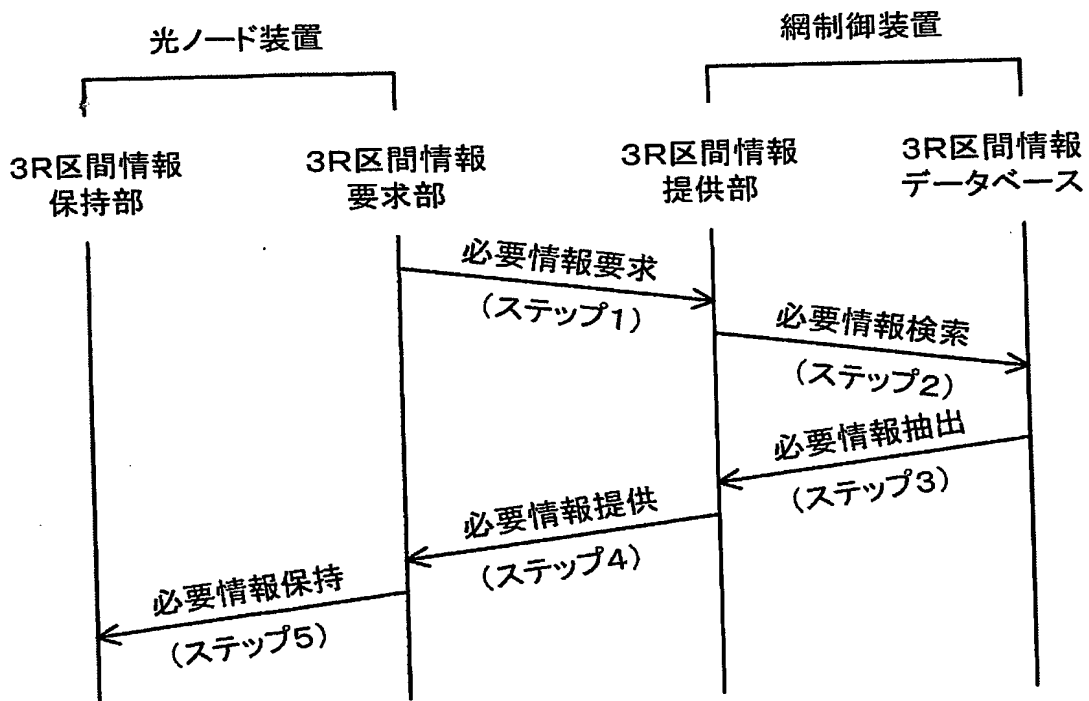 光ノード装置
網制御装置
3R区間情報
保持部
3R区間情報
要求部
3R区間情報
提供部
3R区間情報
データベース
必要情報要求
(ステップ1)
必要情報検索
(ステップ2)
必要情報抽出
(ステップ3)
必要情報提供
(ステップ4)
必要情報保持
(ステップ5)